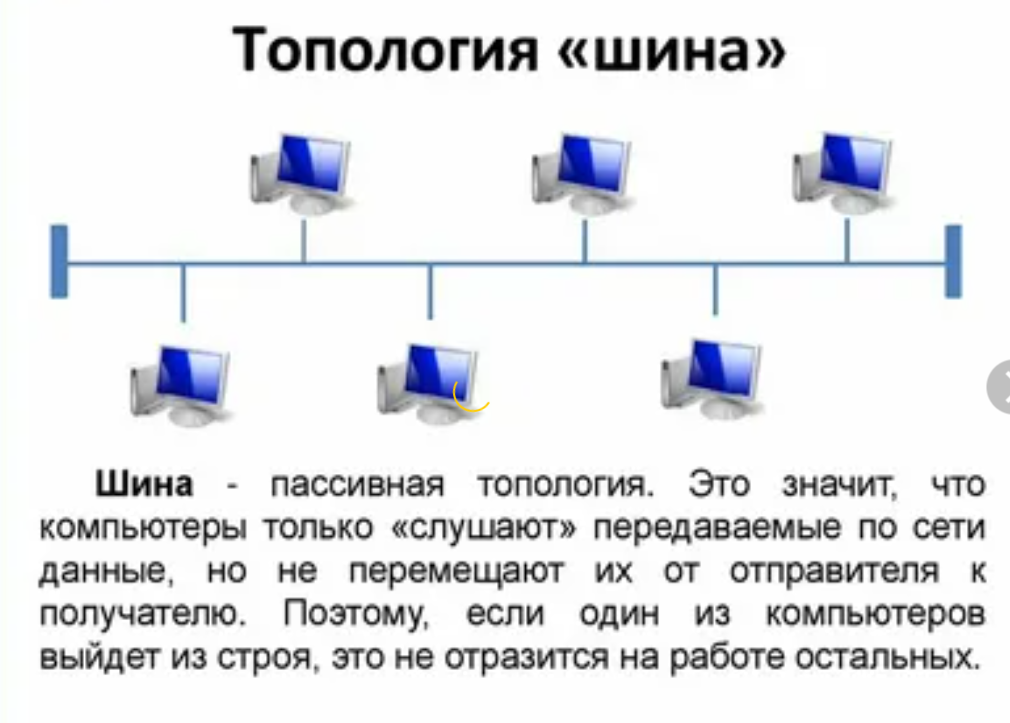 Топология «шина»
Шина - пассивная топология. Это значит, что
компьютеры только «слушают» передаваемые по сети
данные, но не перемещают их от отправителя к
получателю. Поэтому, если один из компьютеров
выйдет из строя, это не отразится на работе остальных.